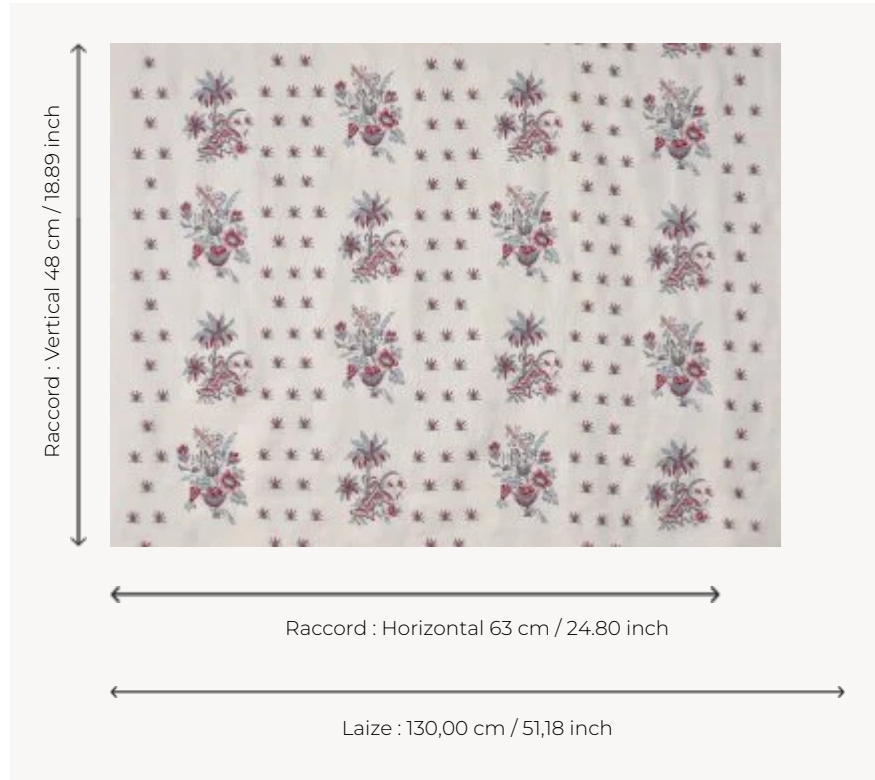 Raccord : Vertical 48 cm / 18.89 inch
Raccord : Horizontal 63 cm / 24.80 inch
Laize : 130,00 cm / 51,18 inch